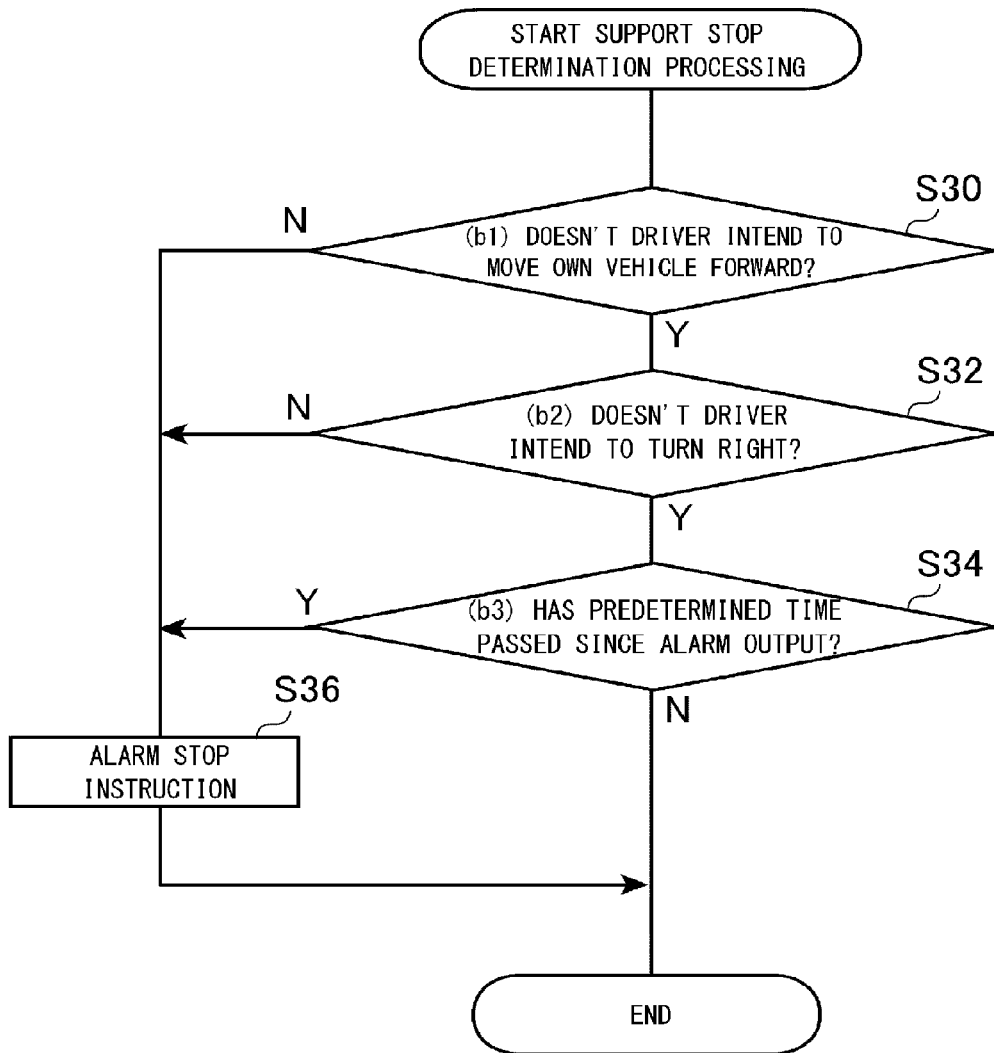 START SUPPORT STOP
DETERMINATION PROCESSING
S30
N
(b1) DOESN'T DRIVER INTEND TO
MOVE OWN VEHICLE FORWARD?
Y
S32
N
(b2) DOESN'T DRIVER
INTEND TO TURN RIGHT?
Y
S34
Y
(b3) HAS PREDETERMINED TIME
PASSED SINCE ALARM OUTPUT?
N
S36
ALARM STOP
INSTRUCTION
END